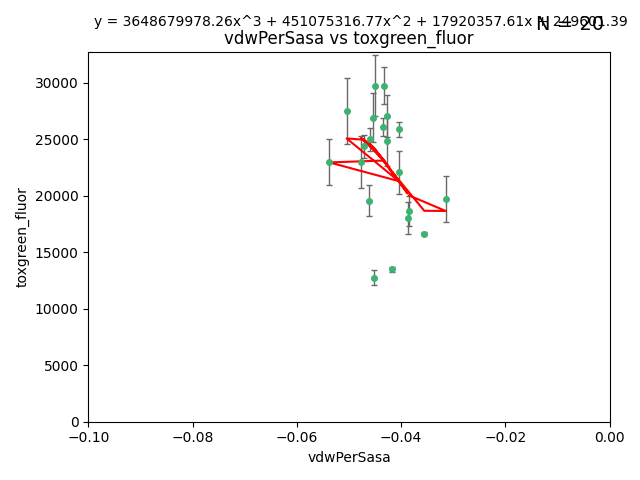 y = 3648679978.26x^3 + 451075316.77x^2 + 17920357.61x + 249601.39
N = 20
vdwPerSasa vs toxgreen_fluor
30000
25000
20000
15000
10000
5000
0
toxgreen_fluor
−0.10 −0.08 −0.06 −0.04 −0.02 0.00
vdwPerSasa